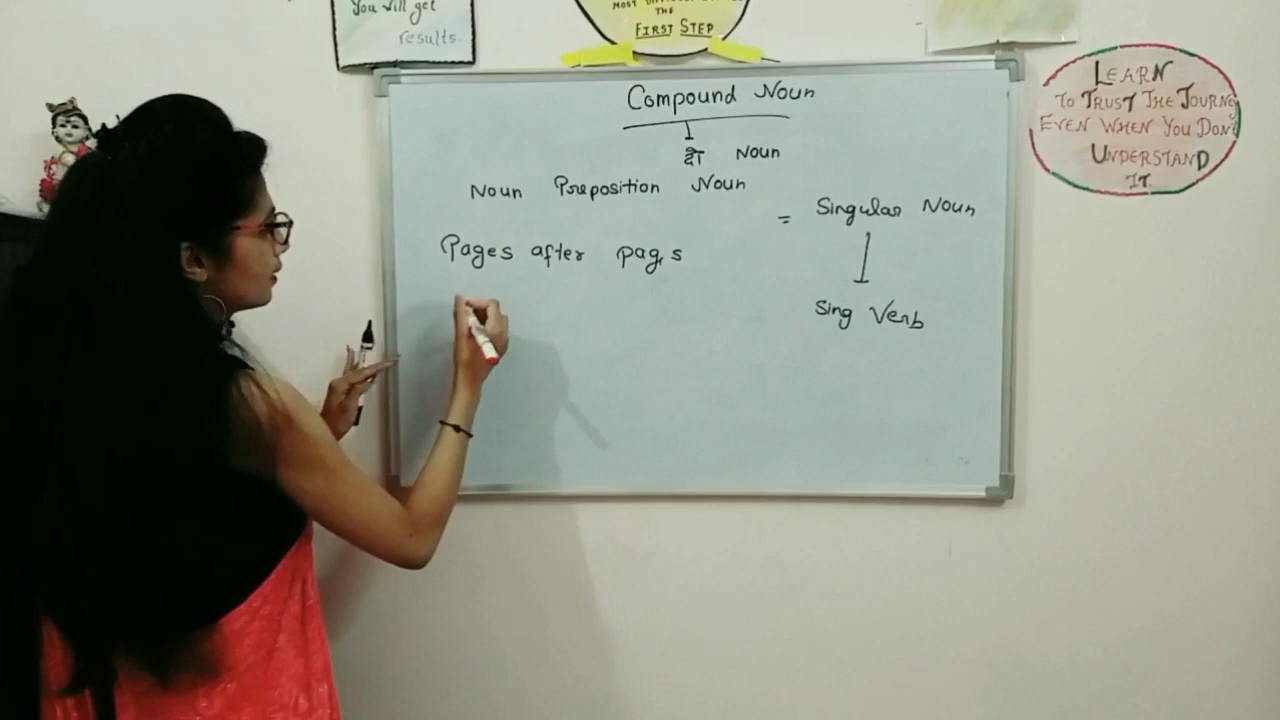 You will get
results.
THE
FIRST STEP
Compound Noun
दो Noun
Noun Preposition Noun
= Singular Noun
Pages after pags
Sing Verb
LEARN
TO TRUST THE JOURNEY
EVEN WHEN YOU DON'T
UNDERSTAND
IT.